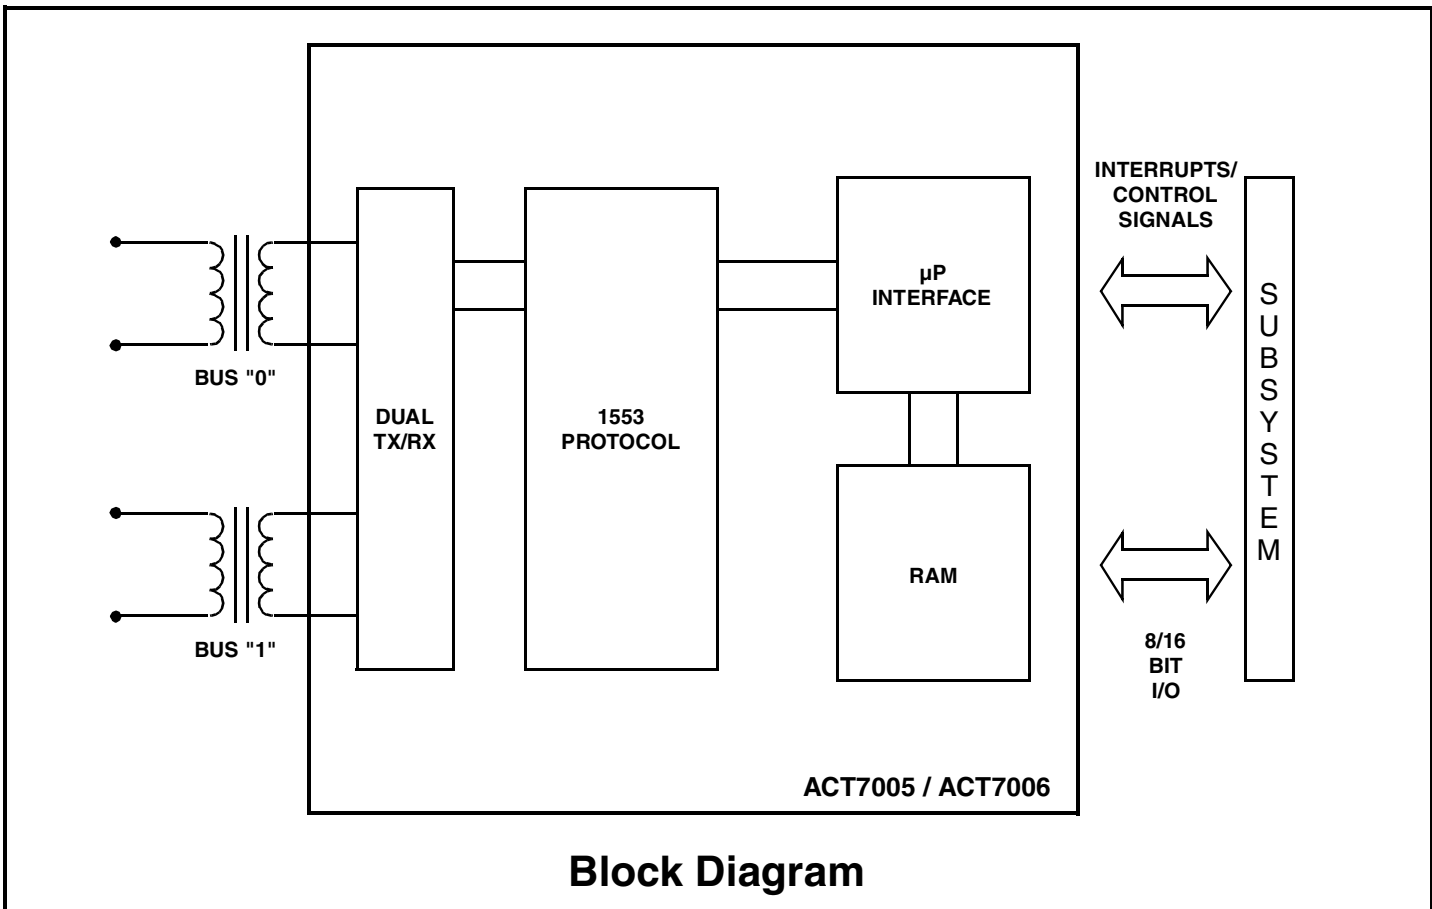 INTERRUPTS/
CONTROL
SIGNALS
µP
INTERFACE
SUBSYSTEM
BUS "0"
DUAL
TX/RX
1553
PROTOCOL
RAM
BUS "1"
8/16
BIT
I/O
ACT7005 / ACT7006
Block Diagram